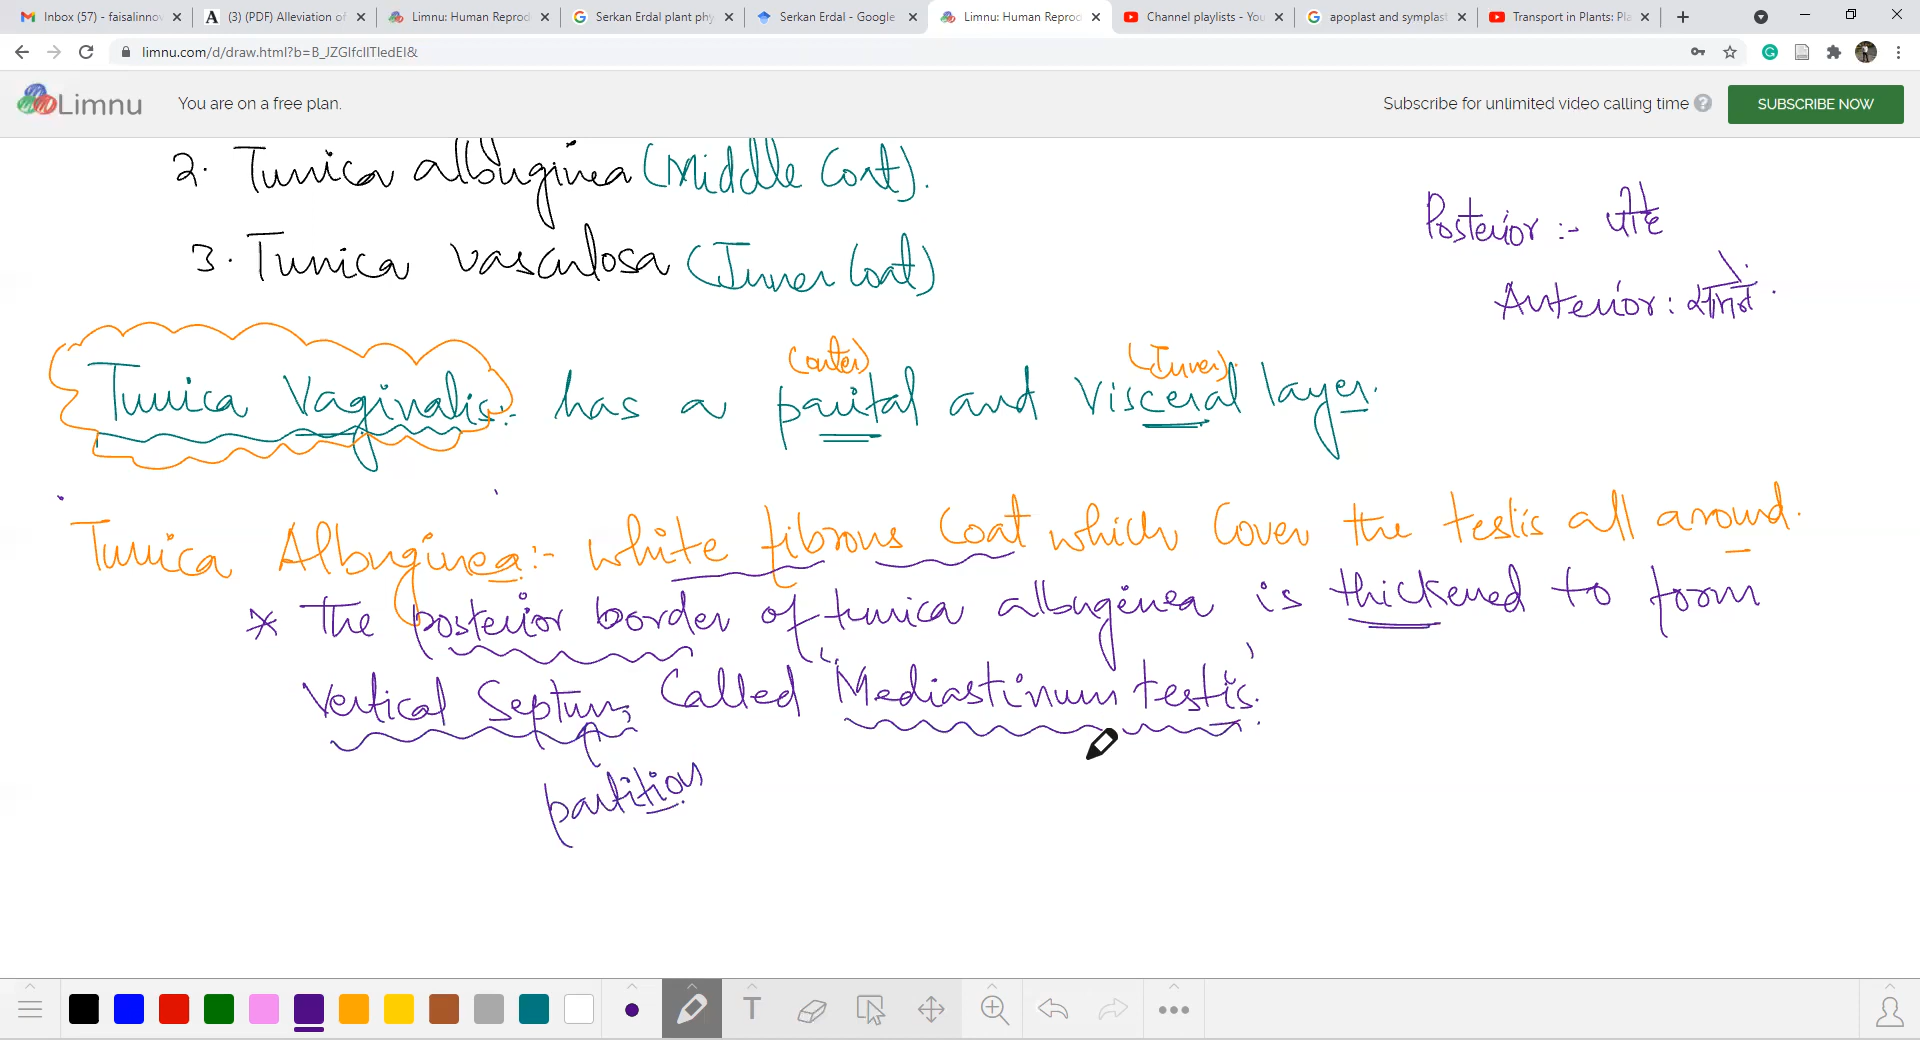 Inbox (57) - faisalinnov
(3) (PDF) Alleviation of
Limnu: Human Reprod
Serkan Erdal plant phy
Serkan Erdal - Google
Limnu: Human Reprod
Channel playlists - You
apoplast and symplast
Transport in Plants: Pla
limnu.com/d/draw.html?b=B_JZGlfclITledEI&
Limnu
You are on a free plan.
Subscribe for unlimited video calling time ?
SUBSCRIBE NOW
2. Tunica albuginea (Middle Coat).
3. Tunica vasculosa (Inner Coat)
Posterior :-
Anterior :
(outer) (Inner)
Tunica Vaginalis:- has a parital and visceral layer.
Tunica Albuginea:- white fibrous coat which cover the testis all around.
* The posterior border of tunica albuginea is thickened to form
vertical septum, called "Mediastinum testis".
partition
T